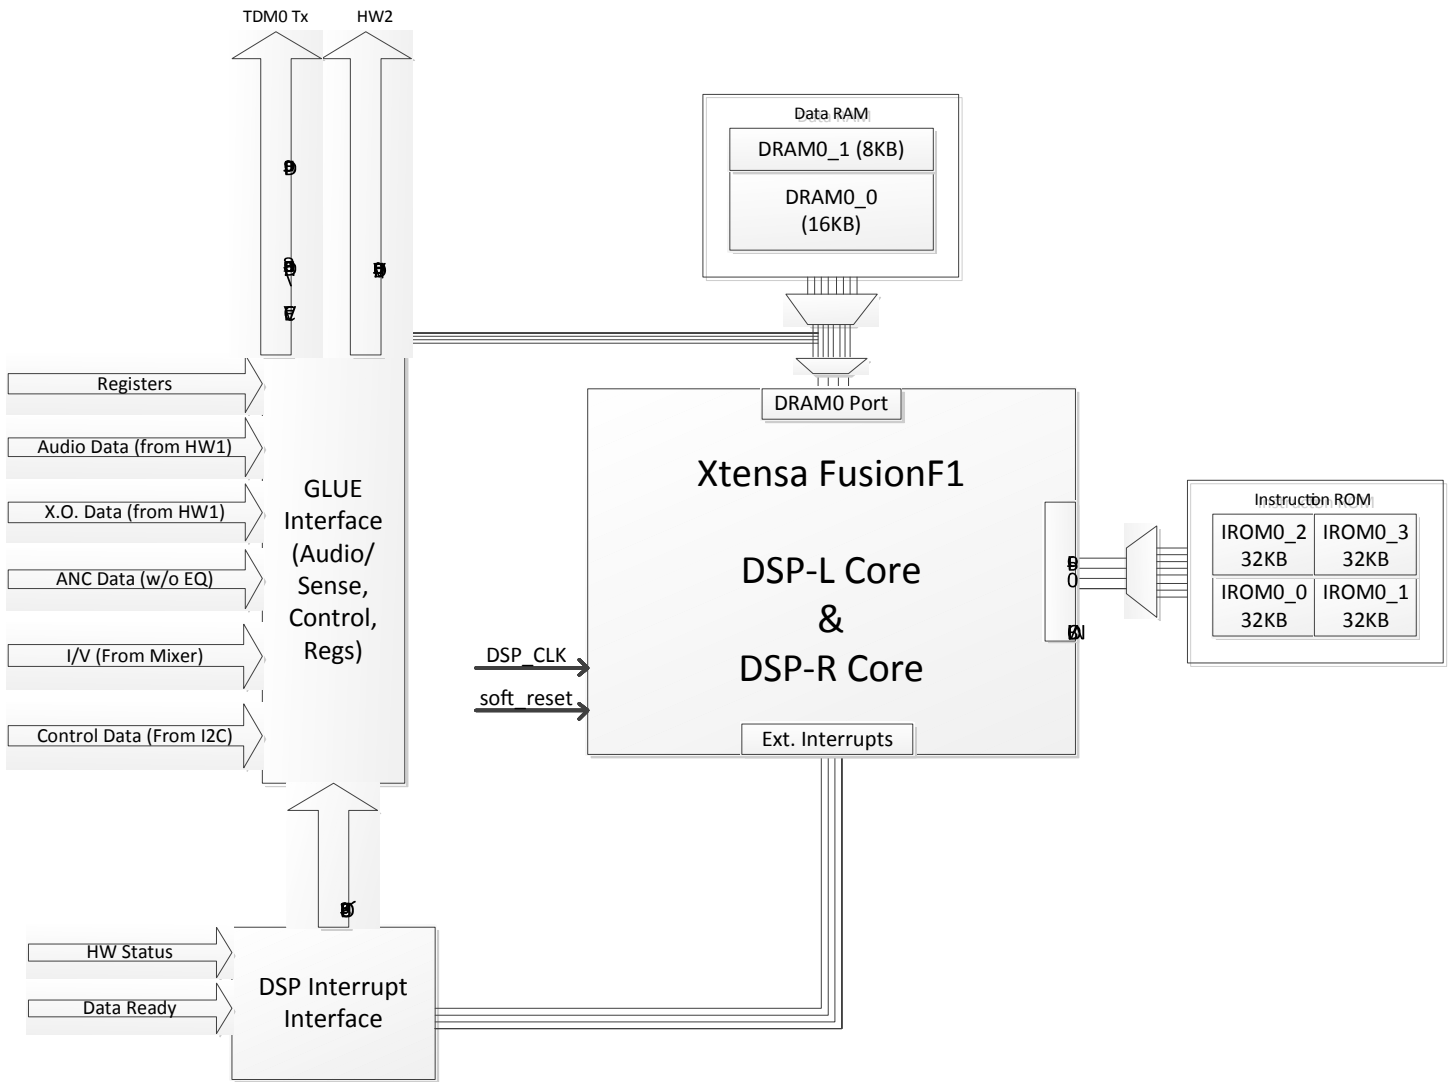 TDM0 Tx
HW2
Data RAM
DRAM0_1 (8KB)
DRAM0_0
(16KB)
Registers
Audio Data (from HW1)
X.O. Data (from HW1)
ANC Data (w/o EQ)
I/V (From Mixer)
Control Data (From I2C)
GLUE
Interface
(Audio/
Sense,
Control,
Regs)
DRAM0 Port
Xtensa FusionF1
DSP-L Core
&
DSP-R Core
DSP_CLK
soft_reset
Ext. Interrupts
Instruction ROM
IROM0_2
32KB
IROM0_3
32KB
IROM0_0
32KB
IROM0_1
32KB
HW Status
Data Ready
DSP Interrupt
Interface